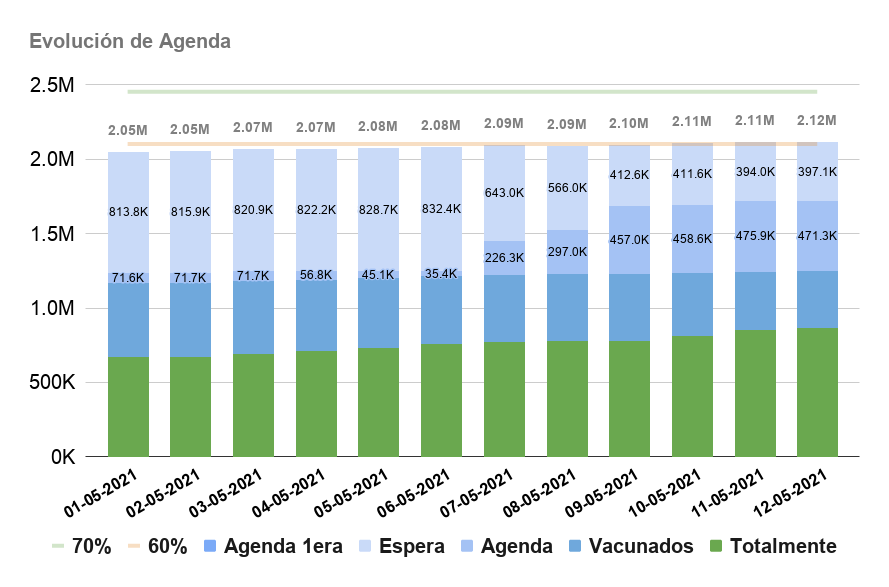 Evolución de Agenda
2.5M
2.05M 2.05M 2.07M 2.07M 2.08M 2.08M 2.09M 2.09M 2.10M 2.11M 2.11M 2.12M
2.0M
813.8K 815.9K 820.9K 822.2K 828.7K 832.4K 643.0K 566.0K 412.6K 411.6K 394.0K 397.1K
1.5M
71.6K 71.7K 71.7K 56.8K 45.1K 35.4K 226.3K 297.0K 457.0K 458.6K 475.9K 471.3K
1.0M
500K
0K
01-05-2021 02-05-2021 03-05-2021 04-05-2021 05-05-2021 06-05-2021 07-05-2021 08-05-2021 09-05-2021 10-05-2021 11-05-2021 12-05-2021
70% 60% Agenda 1era Espera Agenda Vacunados Totalmente